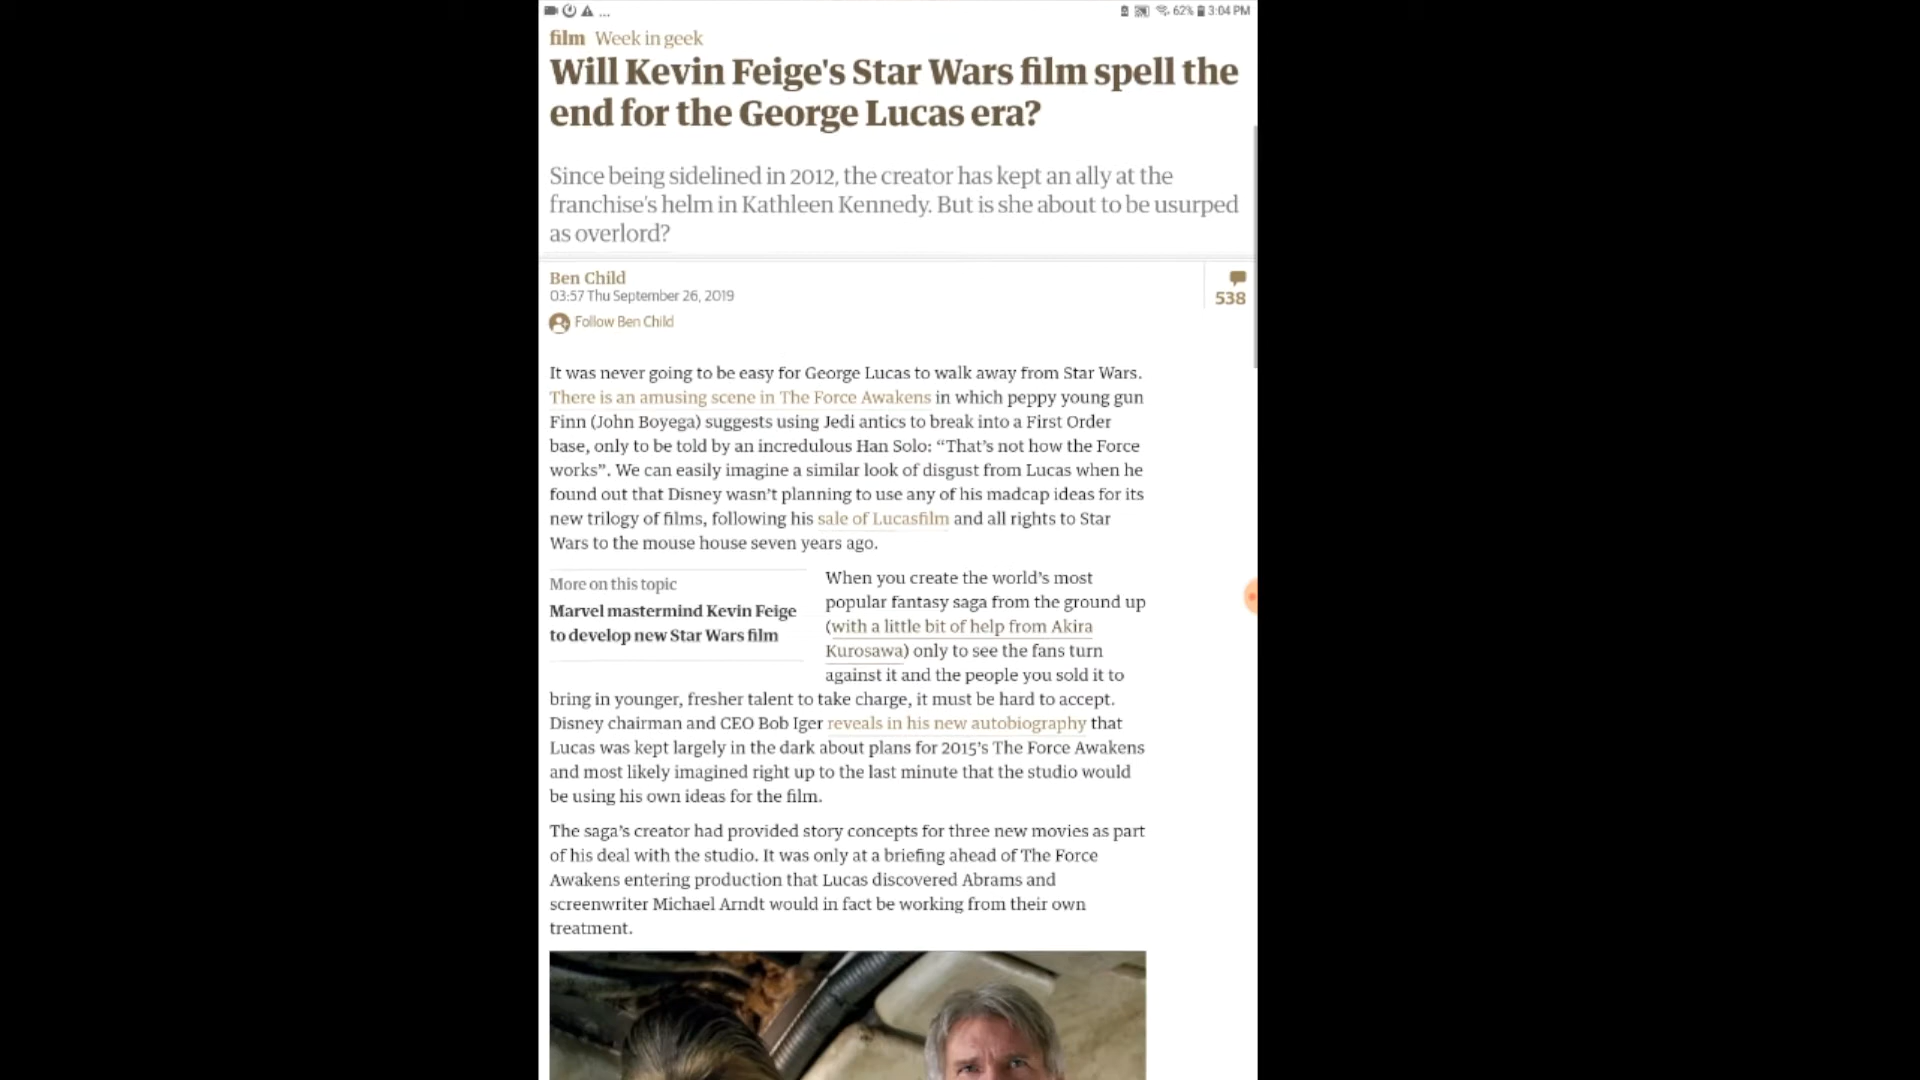 ... 62% 3:04 PM
film Week in geek
Will Kevin Feige's Star Wars film spell the
end for the George Lucas era?
Since being sidelined in 2012, the creator has kept an ally at the
franchise's helm in Kathleen Kennedy. But is she about to be usurped
as overlord?
Ben Child
03:57 Thu September 26, 2019
538
Follow Ben Child
It was never going to be easy for George Lucas to walk away from Star Wars.
There is an amusing scene in The Force Awakens in which peppy young gun
Finn (John Boyega) suggests using Jedi antics to break into a First Order
base, only to be told by an incredulous Han Solo: “That’s not how the Force
works”. We can easily imagine a similar look of disgust from Lucas when he
found out that Disney wasn’t planning to use any of his madcap ideas for its
new trilogy of films, following his sale of Lucasfilm and all rights to Star
Wars to the mouse house seven years ago.
More on this topic
Marvel mastermind Kevin Feige
to develop new Star Wars film
When you create the world’s most
popular fantasy saga from the ground up
(with a little bit of help from Akira
Kurosawa) only to see the fans turn
against it and the people you sold it to
bring in younger, fresher talent to take charge, it must be hard to accept.
Disney chairman and CEO Bob Iger reveals in his new autobiography that
Lucas was kept largely in the dark about plans for 2015’s The Force Awakens
and most likely imagined right up to the last minute that the studio would
be using his own ideas for the film.
The saga’s creator had provided story concepts for three new movies as part
of his deal with the studio. It was only at a briefing ahead of The Force
Awakens entering production that Lucas discovered Abrams and
screenwriter Michael Arndt would in fact be working from their own
treatment.